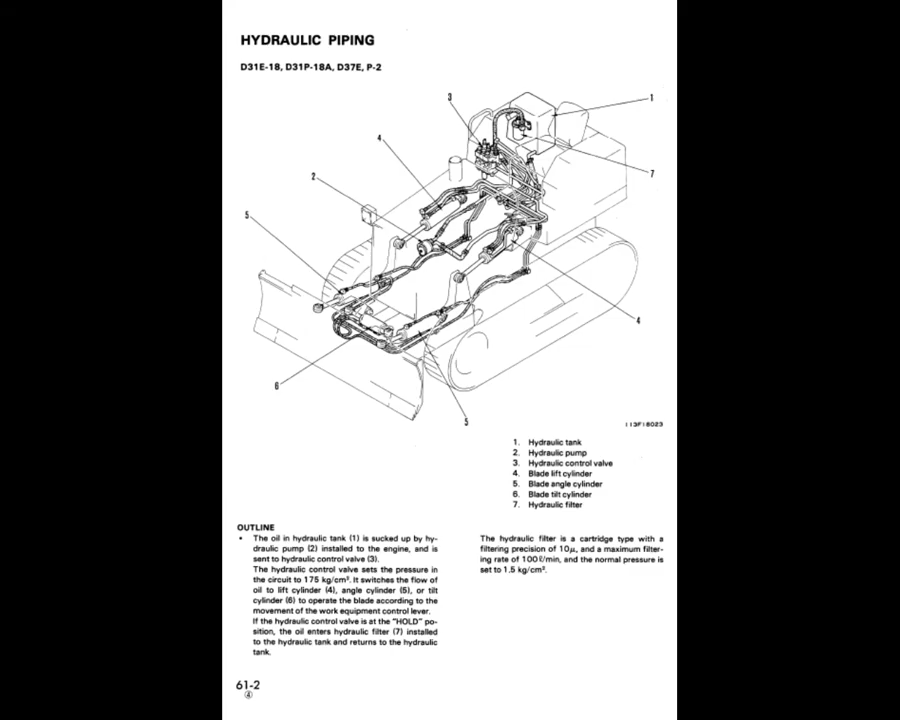 HYDRAULIC PIPING
D31E-18, D31P-18A, D37E, P-2
3
1
4
7
2
5
4
6
5
113F18023
1. Hydraulic tank
2. Hydraulic pump
3. Hydraulic control valve
4. Blade lift cylinder
5. Blade angle cylinder
6. Blade tilt cylinder
7. Hydraulic filter
OUTLINE
• The oil in hydraulic tank (1) is sucked up by hy-
draulic pump (2) installed to the engine, and is
sent to hydraulic control valve (3).
The hydraulic control valve sets the pressure in
the circuit to 175 kg/cm². It switches the flow of
oil to lift cylinder (4), angle cylinder (5), or tilt
cylinder (6) to operate the blade according to the
movement of the work equipment control lever.
If the hydraulic control valve is at the "HOLD" po-
sition, the oil enters hydraulic filter (7) installed
to the hydraulic tank and returns to the hydraulic
tank.
The hydraulic filter is a cartridge type with a
filtering precision of 10μ, and a maximum filter-
ing rate of 100ℓ/min, and the normal pressure is
set to 1.5 kg/cm².
61-2
④